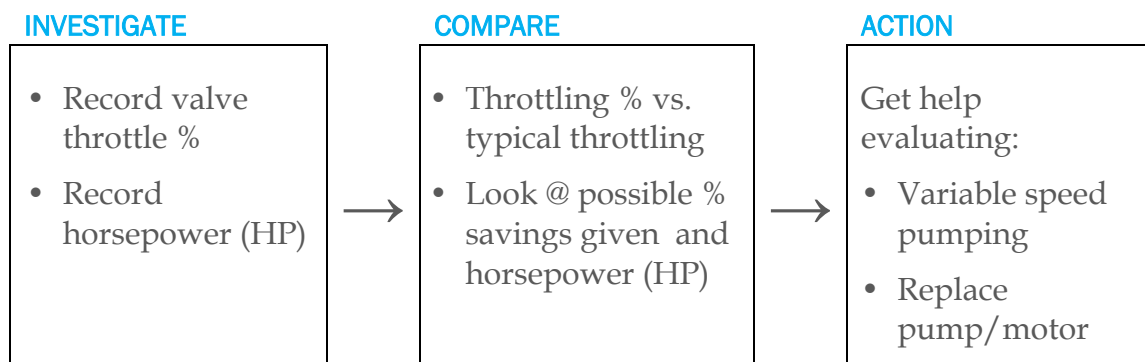 INVESTIGATE
• Record valve
throttle %
• Record
horsepower (HP)
→
COMPARE
• Throttling % vs.
typical throttling
• Look @ possible %
savings given and
horsepower (HP)
→
ACTION
Get help
evaluating:
• Variable speed
pumping
• Replace
pump/motor